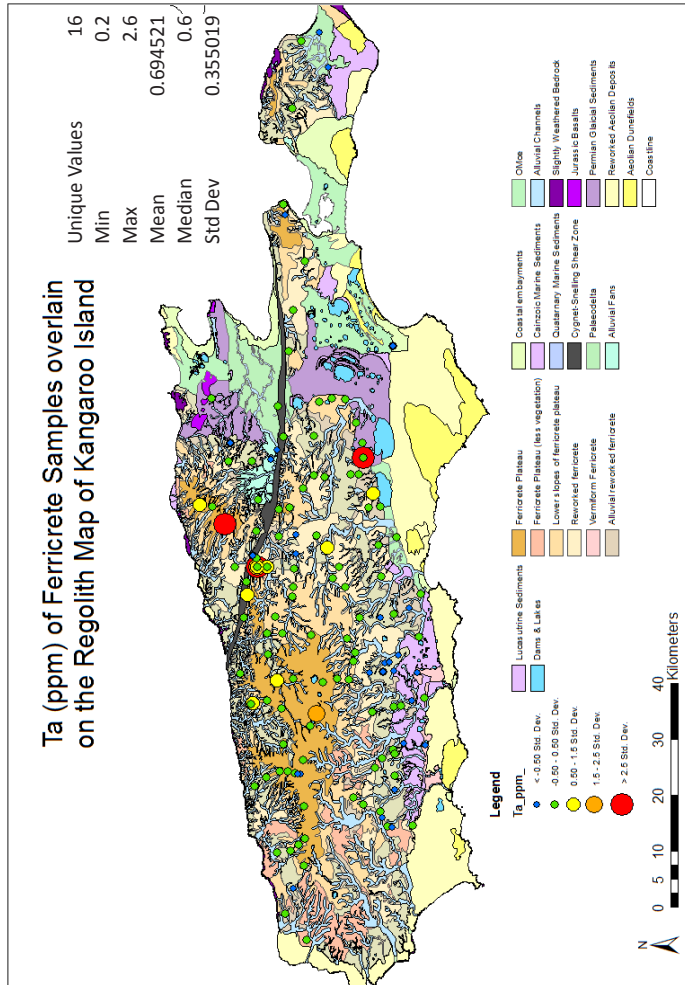 Ta (ppm) of Ferricrete Samples overlain
on the Regolith Map of Kangaroo Island
Unique Values 16
Min 0.2
Max 2.6
Mean 0.694521
Median 0.6
Std Dev 0.355019
Legend
Ta_ppm_
< -0.50 Std. Dev.
-0.50 - 0.50 Std. Dev.
0.50 - 1.5 Std. Dev.
1.5 - 2.5 Std. Dev.
> 2.5 Std. Dev.
Lucasutrine Sediments
Dams & Lakes
Ferricrete Plateau
Ferricrete Plateau (less vegetation)
Lower slopes of ferricrete plateau
Reworked ferricrete
Vermiform Ferricrete
Alluvial reworked ferricrete
Coastal embayments
Cainzoic Marine Sediments
Quatarnary Marine Sediments
Cygnet-Snelling Shear Zone
Palaeodelta
Alluvial Fans
OMoe
Alluvial Channels
Slightly Weathered Bedrock
Jurassic Basalts
Permian Glacial Sediments
Reworked Aeolian Deposits
Aeolian Dunefields
Coastline
N
0 5 10 20 30 40
Kilometers